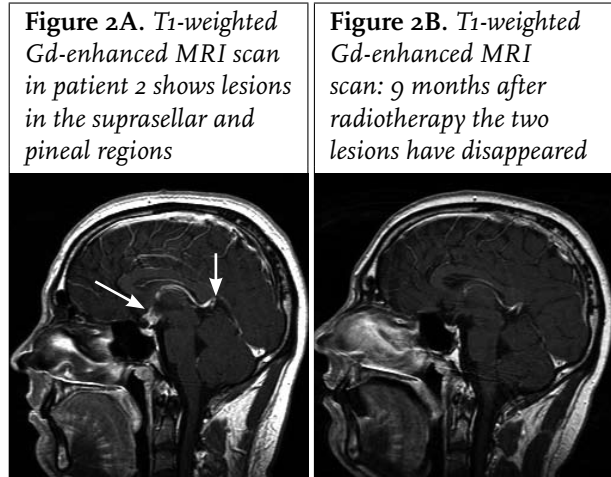 Figure 2A. T1-weighted
Gd-enhanced MRI scan
in patient 2 shows lesions
in the suprasellar and
pineal regions
Figure 2B. T1-weighted
Gd-enhanced MRI
scan: 9 months after
radiotherapy the two
lesions have disappeared